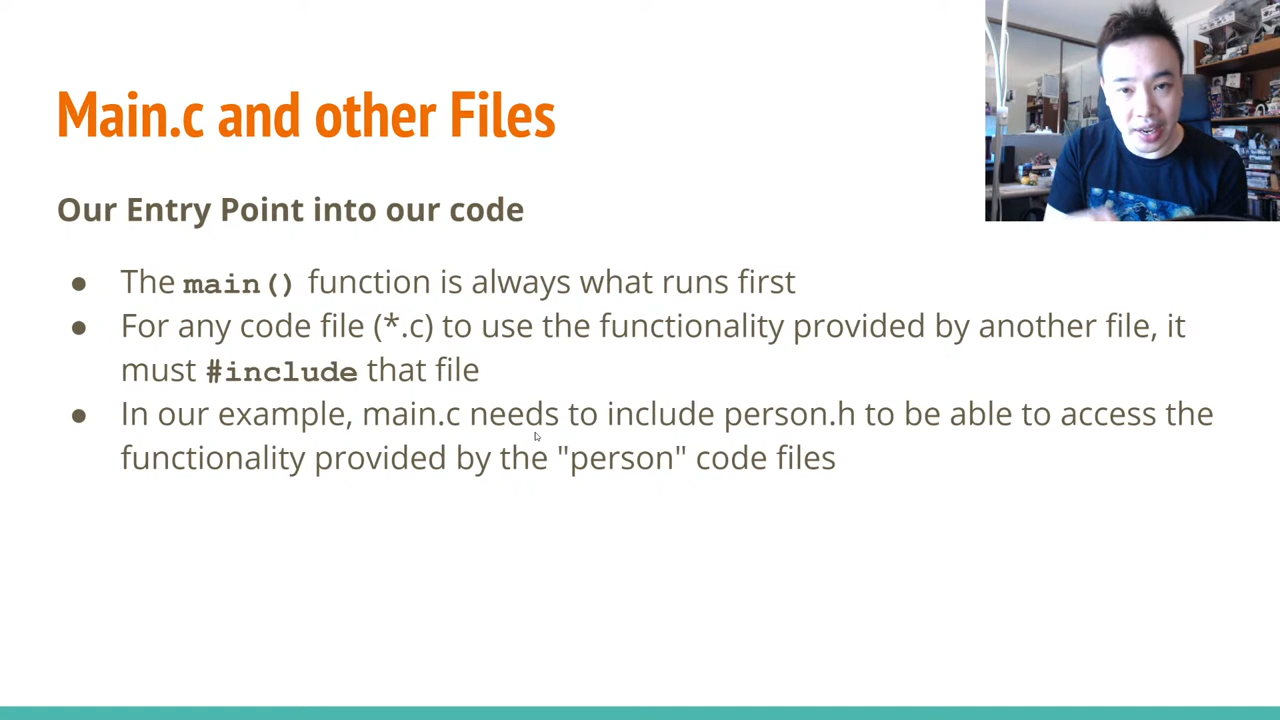 Main.c and other Files
Our Entry Point into our code
● The main() function is always what runs first
● For any code file (*.c) to use the functionality provided by another file, it
must #include that file
● In our example, main.c needs to include person.h to be able to access the
functionality provided by the "person" code files